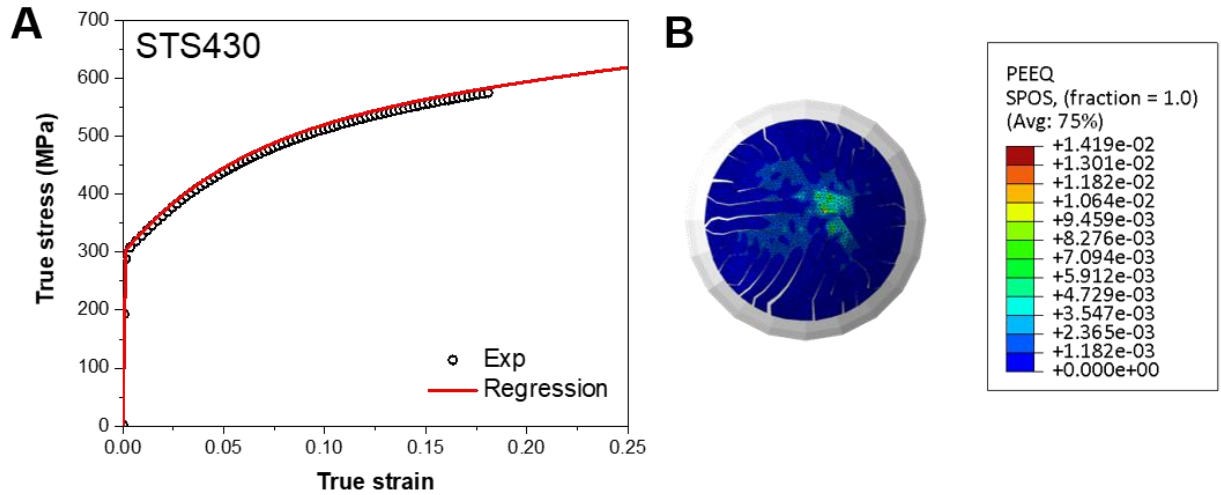 A
STS430
True stress (MPa)
700
600
500
400
300
200
100
0
Exp
Regression
0.00
0.05
0.10
0.15
0.20
0.25
True strain
B
PEEQ
SPOS, (fraction = 1.0)
(Avg: 75%)
+1.419e-02
+1.301e-02
+1.182e-02
+1.064e-02
+9.459e-03
+8.276e-03
+7.094e-03
+5.912e-03
+4.729e-03
+3.547e-03
+2.365e-03
+1.182e-03
+0.000e+00